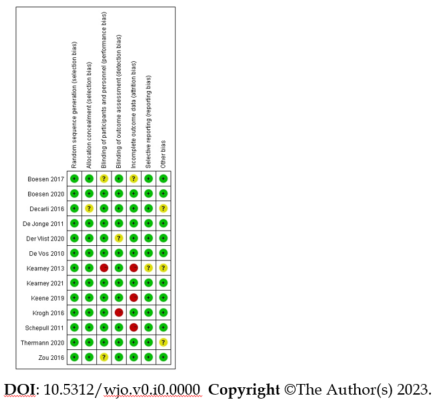 Random sequence generation (selection bias)
Allocation concealment (selection bias)
Blinding of participants and personnel (performance bias)
Blinding of outcome assessment (detection bias)
Incomplete outcome data (attrition bias)
Selective reporting (reporting bias)
Other bias
Boesen 2017 + + ? + ? + +
Boesen 2020 + + + + + + +
Decarli 2016 + ? + + + + ?
De Jonge 2011 + + + + + + +
Der Vlist 2020 + + + ? + + +
De Vos 2010 + + + + + + +
Kearney 2013 + + - + - ? ?
Kearney 2021 + + + + + + +
Keene 2019 + + + + - + +
Krogh 2016 + + + - + + +
Schepull 2011 + + + + - + +
Thermann 2020 + + + + + + ?
Zou 2016 + + ? + + + +
DOI: 10.5312/wjo.v0.i0.0000 Copyright ©The Author(s) 2023.